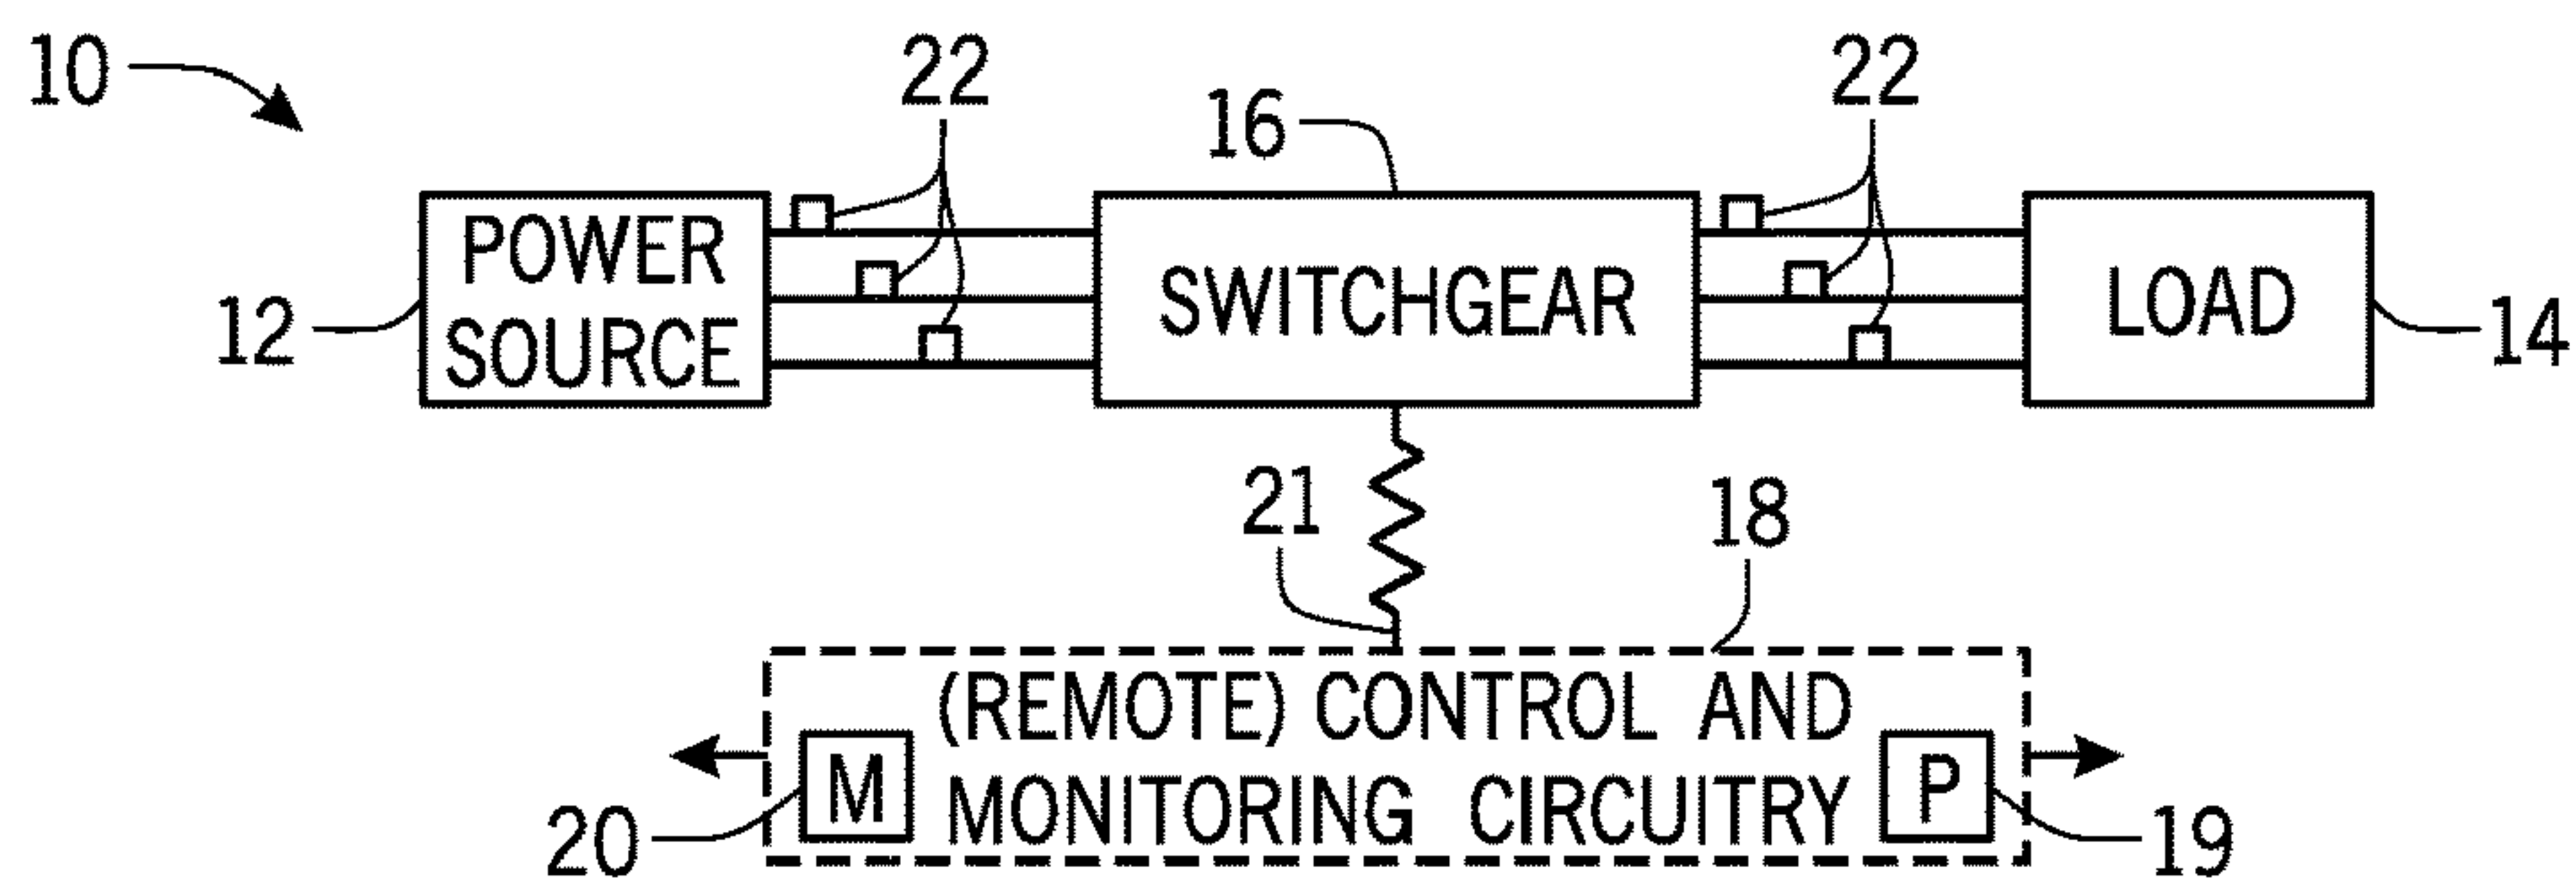 10
22
22
16
POWER
SOURCE
SWITCHGEAR
LOAD
12
14
21
18
(REMOTE) CONTROL AND
MONITORING CIRCUITRY
M
P
20
19